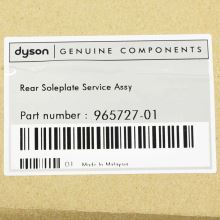 dyson GENUINE COMPONENTS
Rear Soleplate Service Assy
Part number : 965727-01
01 Made in Malaysia